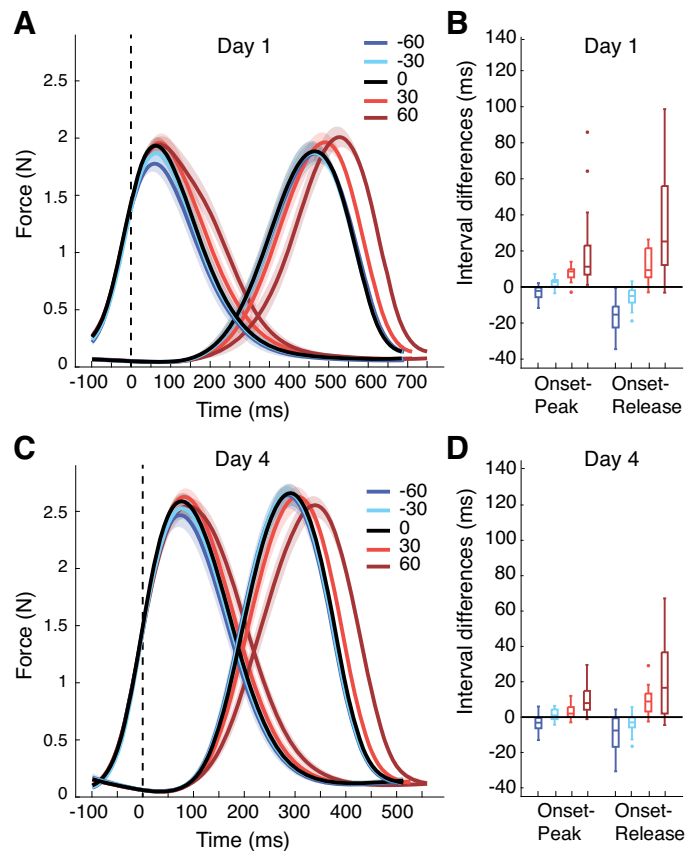 A
Day 1
-60
-30
0
30
60
Force (N)
2.5
2
1.5
1
0.5
0
-100 0 100 200 300 400 500 600 700
Time (ms)
B
Day 1
Interval differences (ms)
140
120
100
80
60
40
20
0
-20
-40
Onset-
Peak
Onset-
Release
C
Day 4
-60
-30
0
30
60
Force (N)
2.5
2
1.5
1
0.5
0
-100 0 100 200 300 400 500
Time (ms)
D
Day 4
Interval differences (ms)
140
120
100
80
60
40
20
0
-20
-40
Onset-
Peak
Onset-
Release